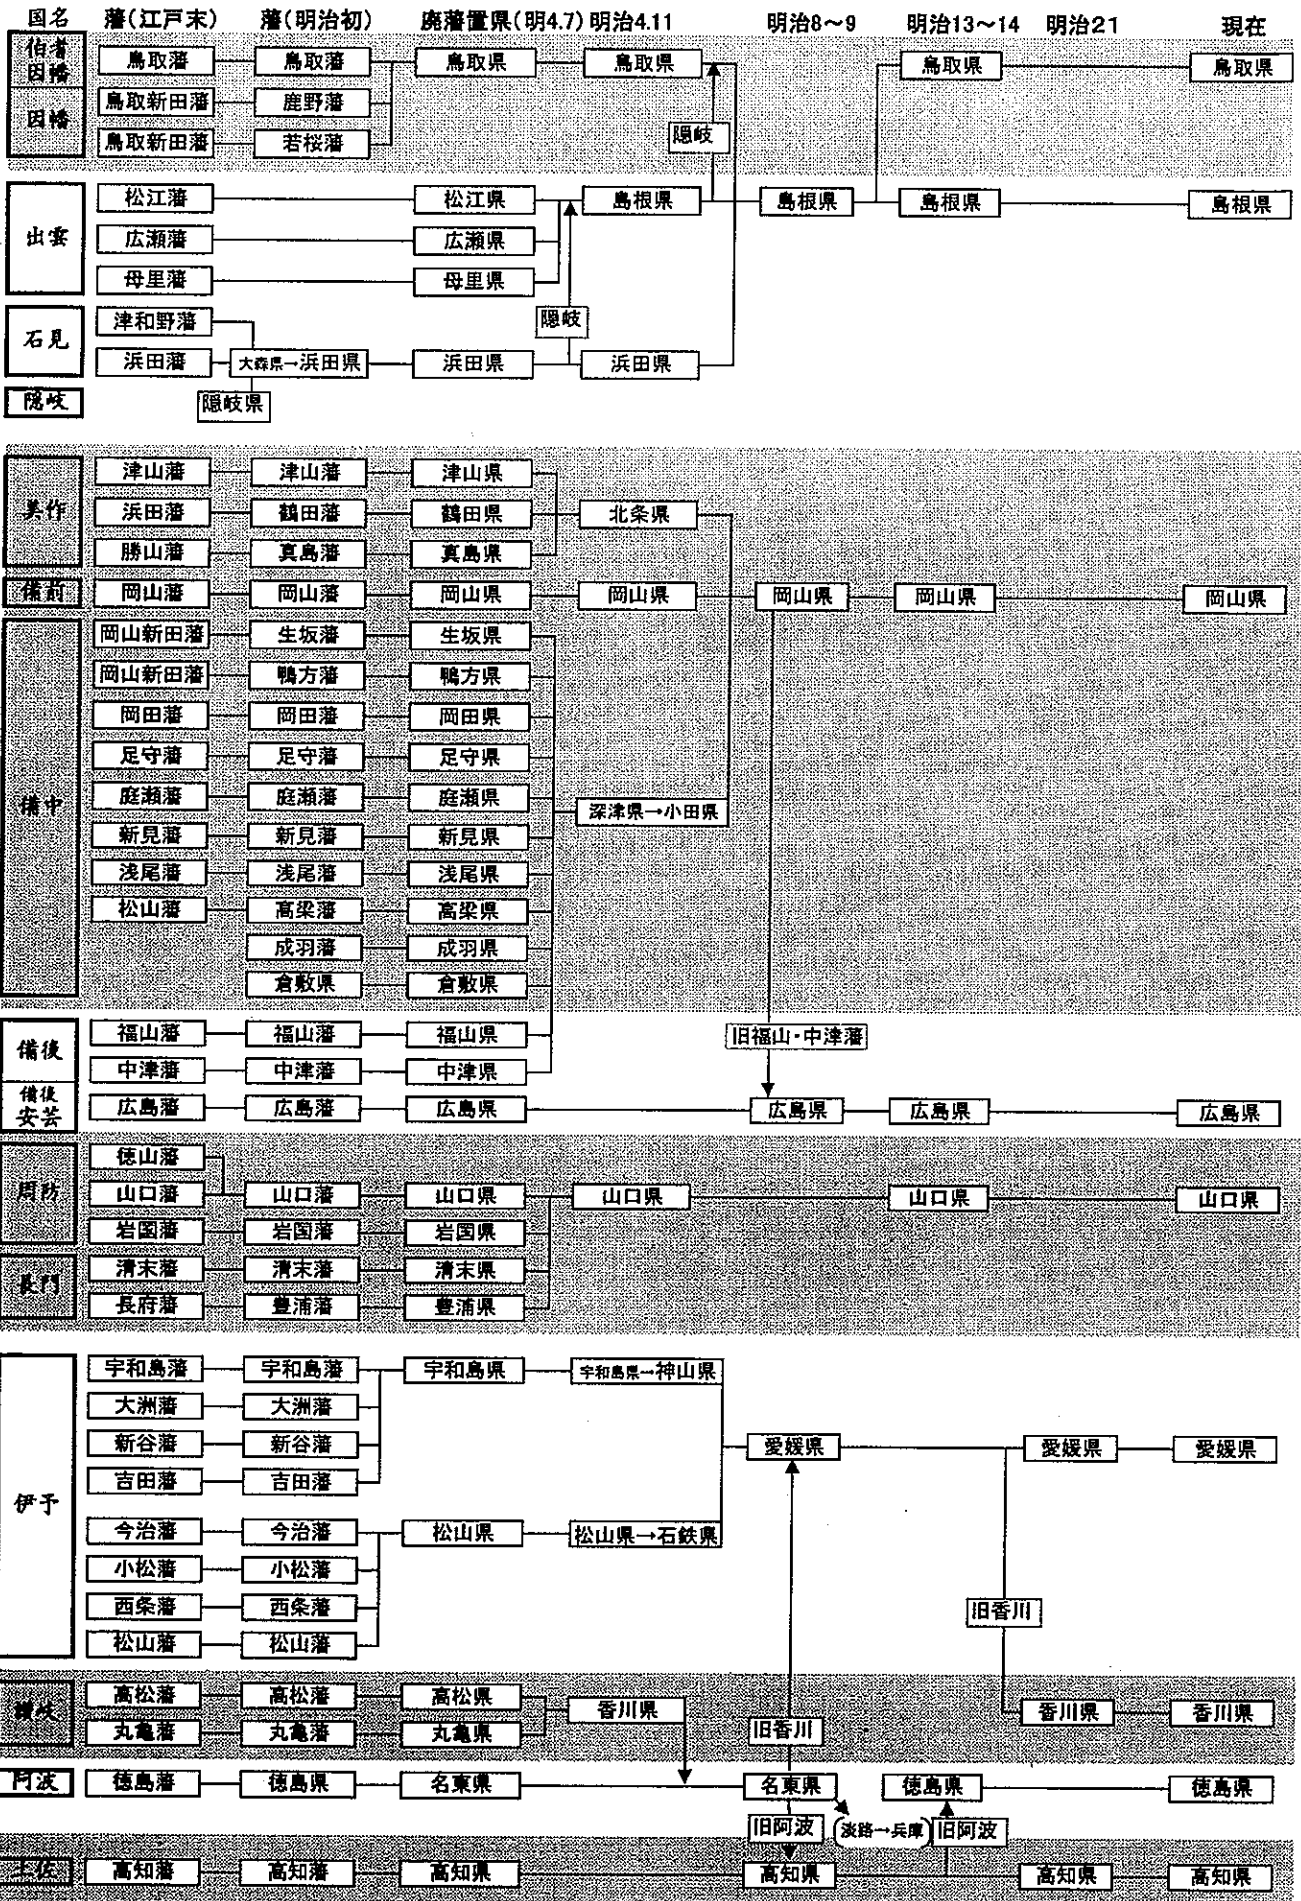 国名 藩(江戸末) 藩(明治初) 廃藩置県(明4.7) 明治4.11 明治8～9 明治13～14 明治21 現在
伯耆
因幡
鳥取藩 鳥取藩 鳥取県 鳥取県 鳥取県 鳥取県
因幡
鳥取新田藩 鹿野藩
隠岐
鳥取新田藩 若桜藩
出雲
松江藩 松江県 島根県 島根県 島根県 島根県
広瀬藩 広瀬県
母里藩 母里県
石見
津和野藩
隠岐
浜田藩 大森県→浜田県 浜田県 浜田県
隠岐
隠岐県
美作
津山藩 津山藩 津山県
浜田藩 鶴田藩 鶴田県 北条県
勝山藩 真島藩 真島県
備前
岡山藩 岡山藩 岡山県 岡山県 岡山県 岡山県 岡山県
備中
岡山新田藩 生坂藩 生坂県
岡山新田藩 鴨方藩 鴨方県
岡田藩 岡田藩 岡田県
足守藩 足守藩 足守県
庭瀬藩 庭瀬藩 庭瀬県
深津県→小田県
新見藩 新見藩 新見県
浅尾藩 浅尾藩 浅尾県
松山藩 高梁藩 高梁県
成羽藩 成羽県
倉敷県 倉敷県
備後
福山藩 福山藩 福山県
旧福山・中津藩
中津藩 中津藩 中津県
備後
安芸
広島藩 広島藩 広島県 広島県 広島県 広島県
周防
徳山藩
山口藩 山口藩 山口県 山口県 山口県 山口県
岩国藩 岩国藩 岩国県
長門
清末藩 清末藩 清末県
長府藩 豊浦藩 豊浦県
伊予
宇和島藩 宇和島藩 宇和島県 宇和島県→神山県
大洲藩 大洲藩
新谷藩 新谷藩
愛媛県 愛媛県 愛媛県
吉田藩 吉田藩
今治藩 今治藩 松山県 松山県→石鉄県
小松藩 小松藩
西条藩 西条藩
旧香川
松山藩 松山藩
讃岐
高松藩 高松藩 高松県
香川県 香川県 香川県
丸亀藩 丸亀藩 丸亀県
旧香川
阿波
徳島藩 徳島県 名東県 名東県 徳島県 徳島県
旧阿波 (淡路→兵庫) 旧阿波
土佐
高知藩 高知藩 高知県 高知県 高知県 高知県